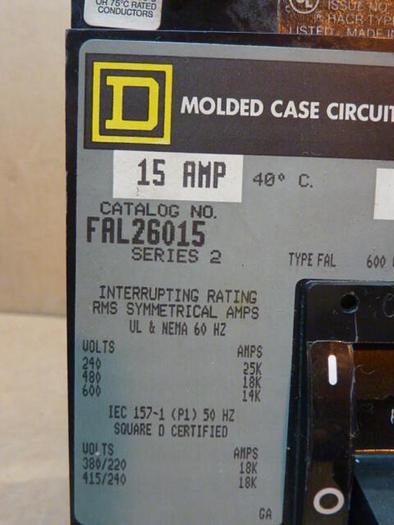 OR 75°C RATED
CONDUCTORS
UL ISSUE NO.
HACR TYPE
LISTED MADE IN
D MOLDED CASE CIRCUIT
15 AMP 40° C.
CATALOG NO.
FAL26015
SERIES 2
TYPE FAL 600
INTERRUPTING RATING
RMS SYMMETRICAL AMPS
UL & NEMA 60 HZ
VOLTS AMPS
240 25K
480 18K
600 14K
IEC 157-1 (P1) 50 HZ
SQUARE D CERTIFIED
VOLTS AMPS
380/220 18K
415/240 18K
GA
I
O